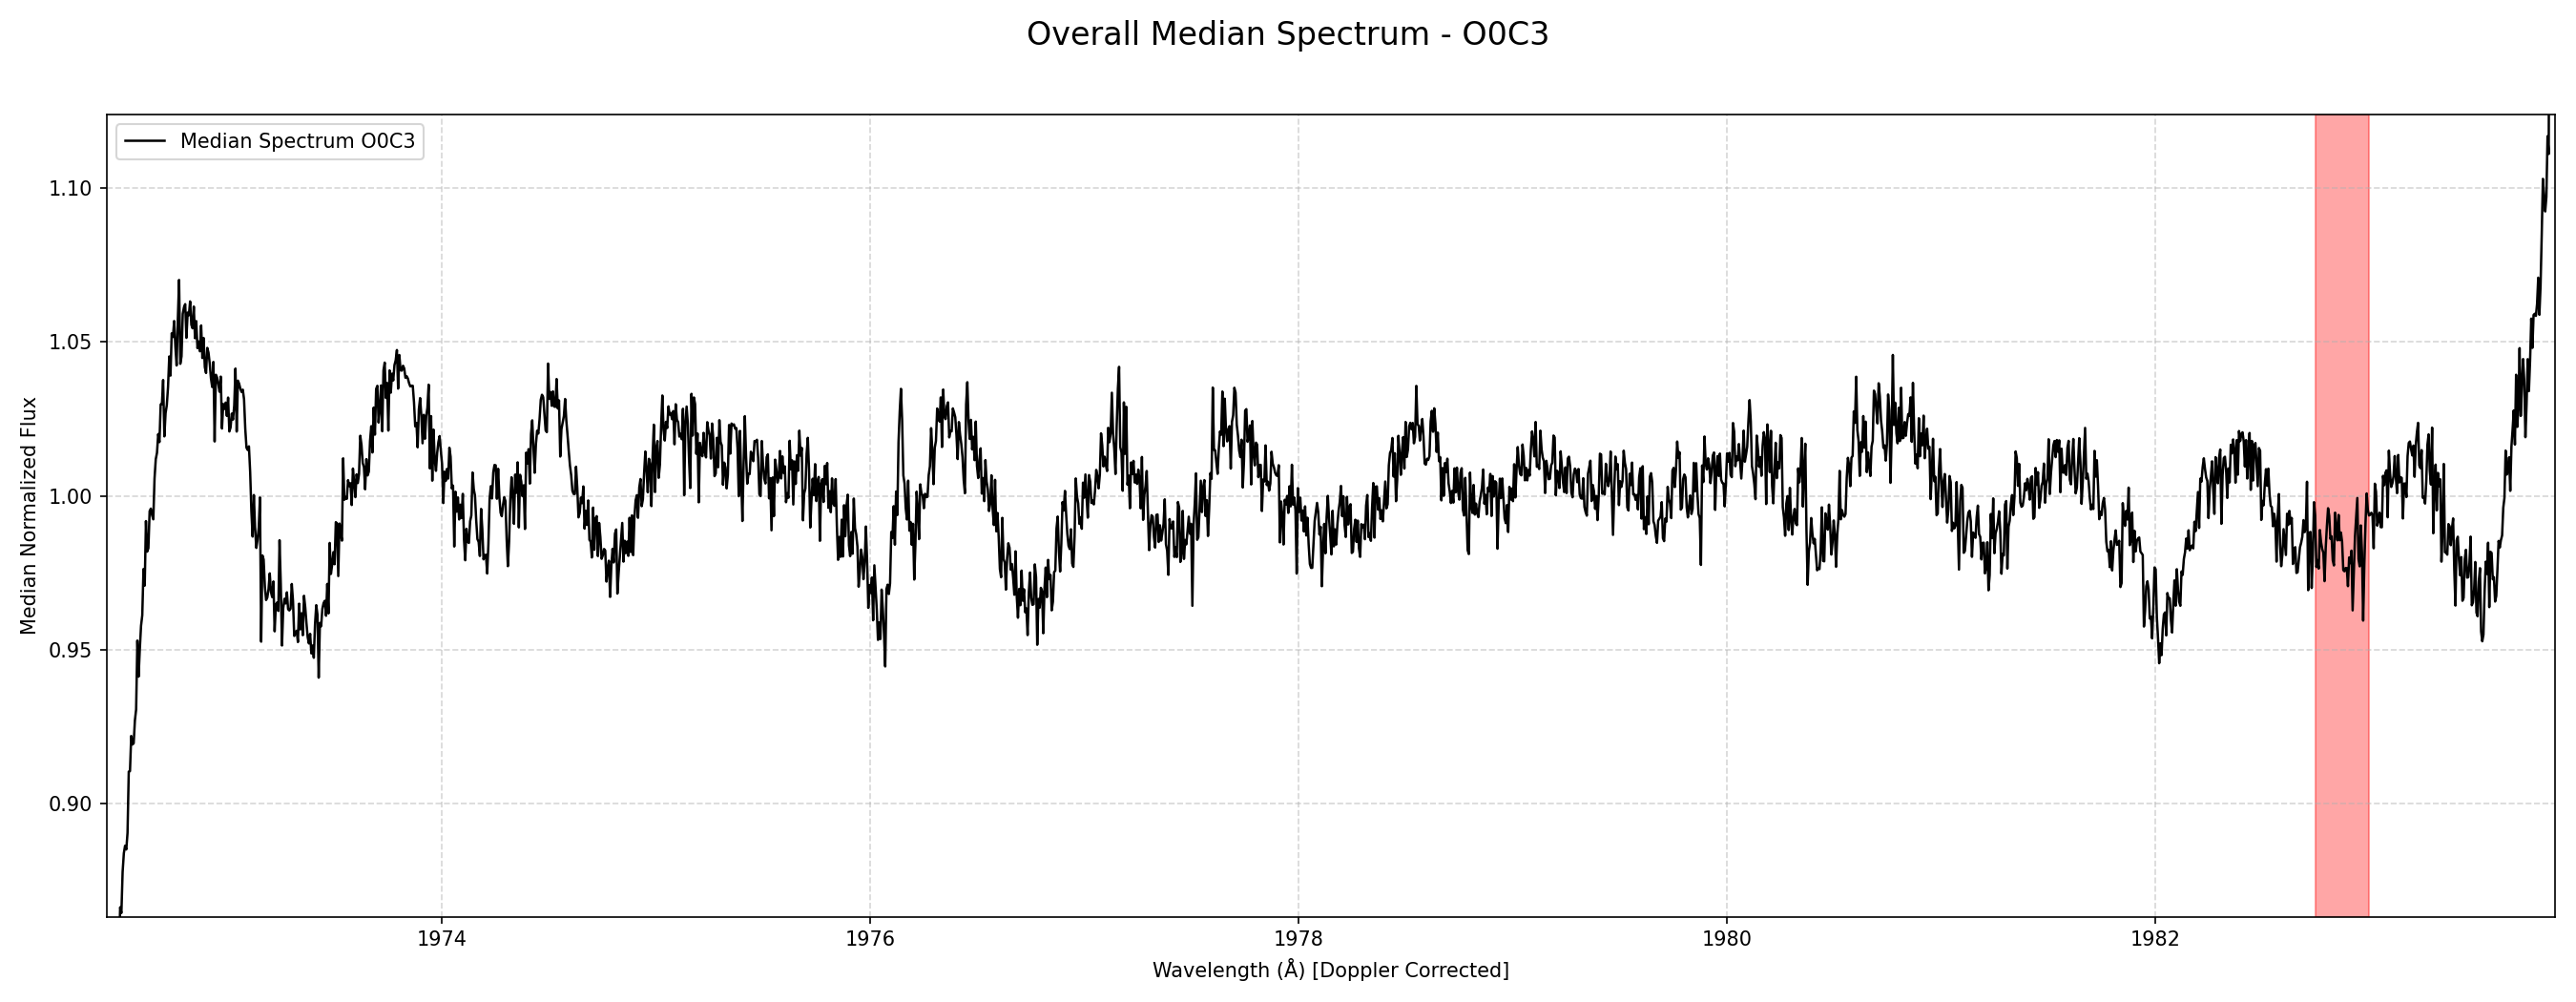 Overall Median Spectrum - O0C3
Median Spectrum O0C3
Median Normalized Flux
1.10
1.05
1.00
0.95
0.90
1974
1976
1978
1980
1982
Wavelength (Å) [Doppler Corrected]